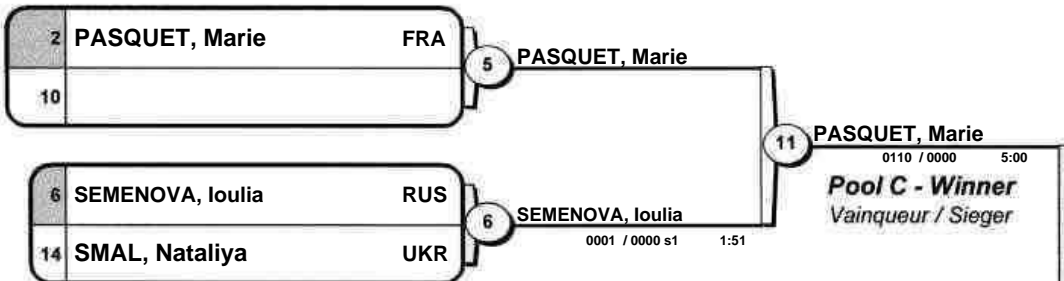 2 PASQUET, Marie FRA
10
5 PASQUET, Marie
6 SEMENOVA, Ioulia RUS
14 SMAL, Nataliya UKR
6 SEMENOVA, Ioulia
0001 / 0000 s1 1:51
11 PASQUET, Marie
0110 / 0000 5:00
Pool C - Winner
Vainqueur / Sieger